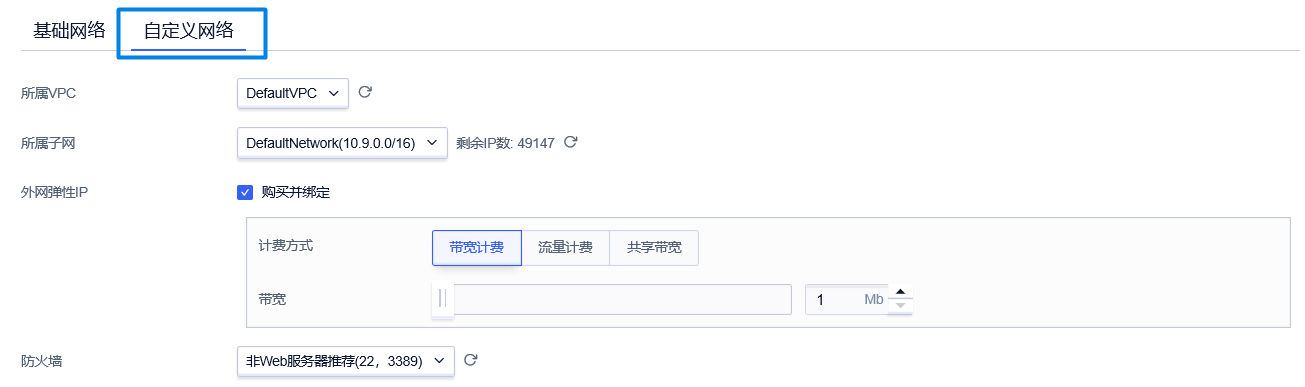 基础网络 自定义网络
所属VPC DefaultVPC
所属子网 DefaultNetwork(10.9.0.0/16) 剩余IP数: 49147
外网弹性IP 购买并绑定
计费方式 带宽计费 流量计费 共享带宽
带宽 1 Mb
防火墙 非Web服务器推荐(22，3389)